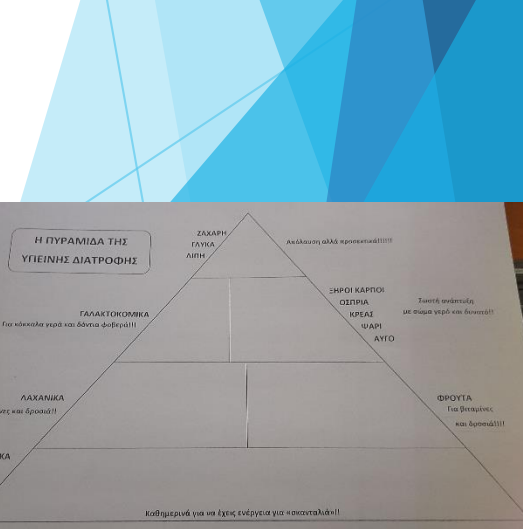 Η ΠΥΡΑΜΙΔΑ ΤΗΣ
ΥΓΙΕΙΝΗΣ ΔΙΑΤΡΟΦΗΣ
ΖΑΧΑΡΗ
ΓΛΥΚΑ
ΛΙΠΗ
Απόλαυση αλλά προσεκτικά!!!!!
ΓΑΛΑΚΤΟΚΟΜΙΚΑ
Για κόκκαλα γερά και δόντια φοβερά!!!
ΞΗΡΟΙ ΚΑΡΠΟΙ
ΟΣΠΡΙΑ
ΚΡΕΑΣ
ΨΑΡΙ
ΑΥΓΟ
Σωστή ανάπτυξη
με σώμα γερό και δυνατό!!
ΛΑΧΑΝΙΚΑ
νες και δροσιά!!
ΦΡΟΥΤΑ
Για βιταμίνες
και δροσιά!!!!
ΚΑ
Καθημερινά για να έχεις ενέργεια για «σκανταλιά»!!